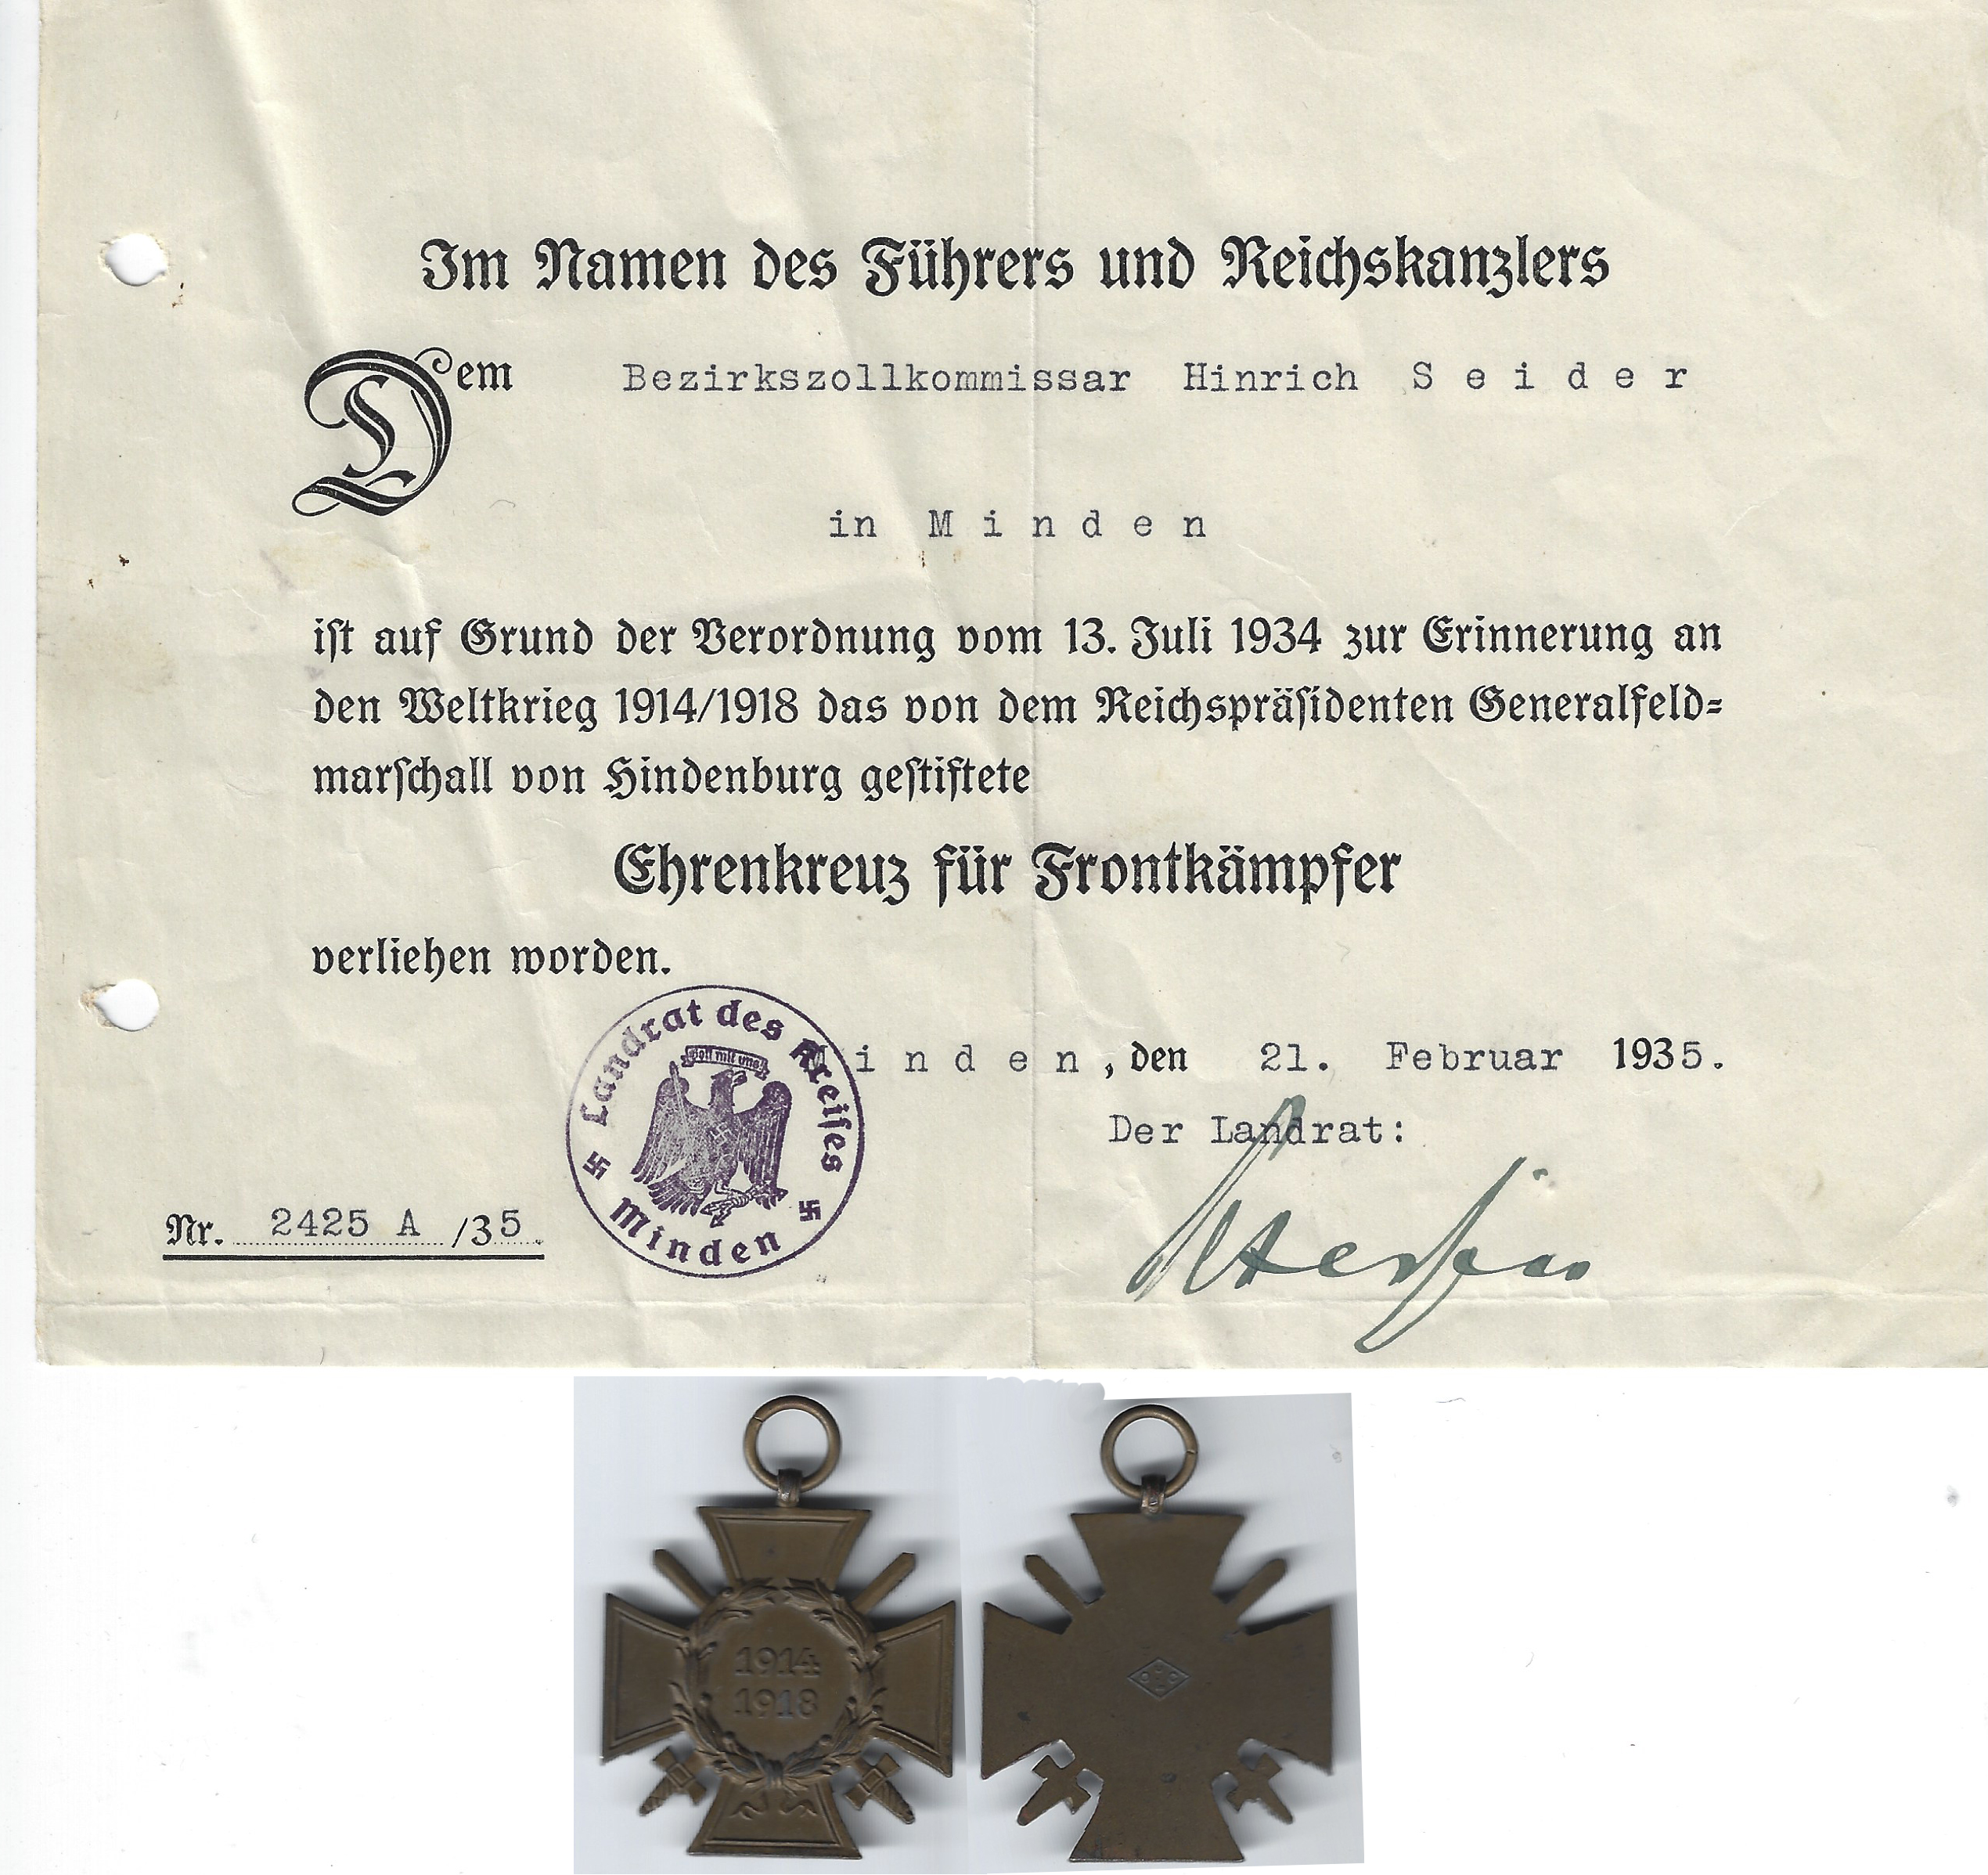 Im Namen des Führers und Reichskanzlers
Dem Bezirkszollkommissar Hinrich Seider
in Minden
ist auf Grund der Verordnung vom 13. Juli 1934 zur Erinnerung an
den Weltkrieg 1914/1918 das von dem Reichspräsidenten Generalfeld=
marschall von Hindenburg gestiftete
Ehrenkreuz für Frontkämpfer
verliehen worden.
Minden, den 21. Februar 1935.
Der Landrat:
Nr. 2425 A /35.
Landrat des Kreises
Gott mit uns
Minden
1914
1918